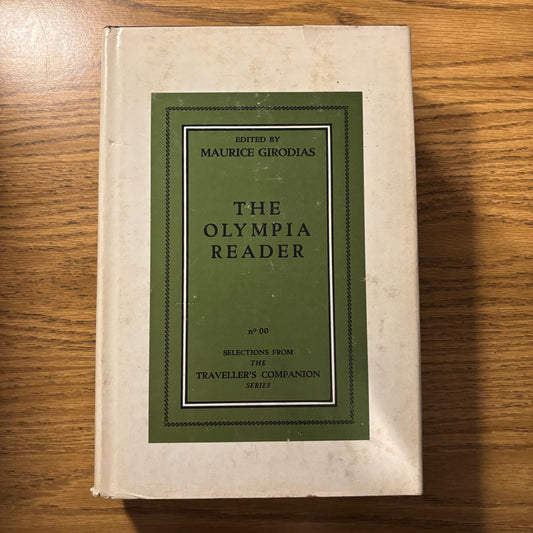 EDITED BY
MAURICE GIRODIAS
THE
OLYMPIA
READER
nº 00
SELECTIONS FROM
THE
TRAVELLER'S COMPANION
SERIES